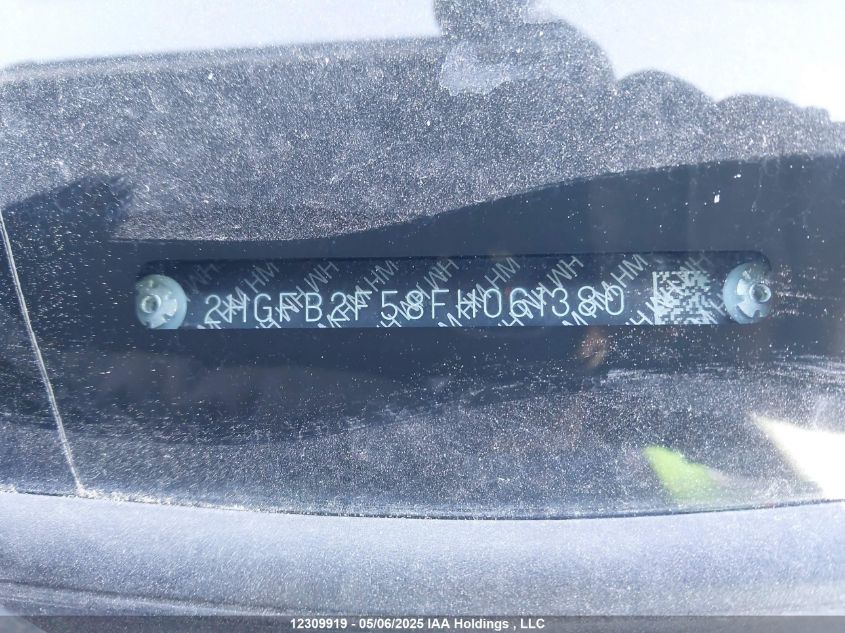 2HGFB2F58FH061380
12309919 - 05/06/2025 IAA Holdings , LLC